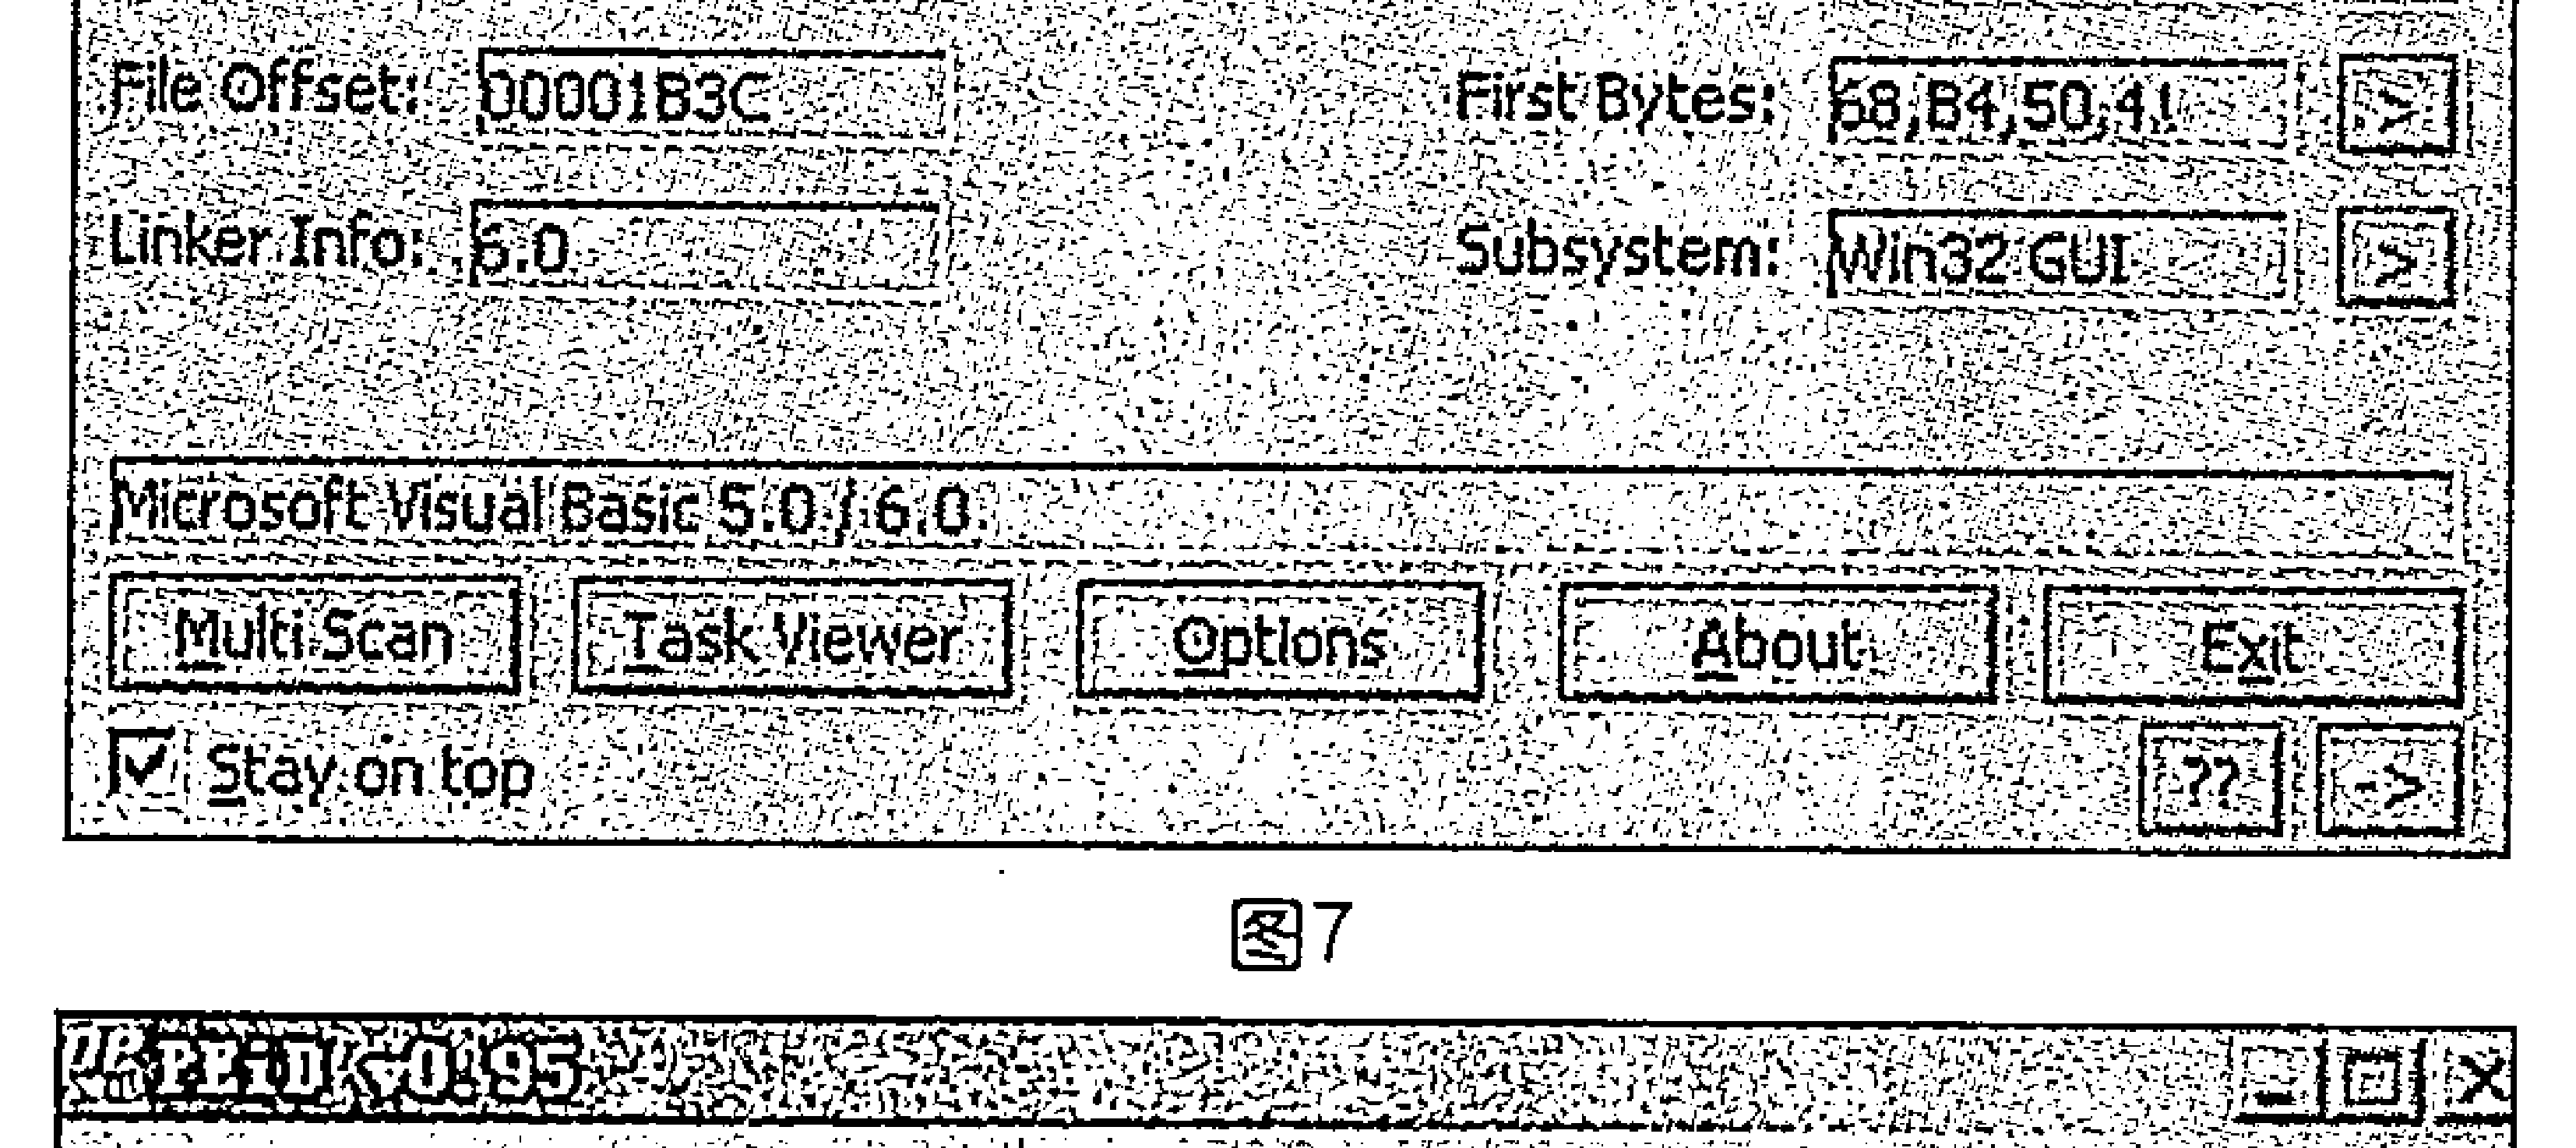 File Offset: 00001B3C First Bytes: 68,B4,50,4 >
Linker Info: 6.0 Subsystem: Win32 GUI >
Microsoft Visual Basic 5.0 / 6.0
Multi Scan Task Viewer Options About Exit
Stay on top ?? ->
图7
PEiD v0.95